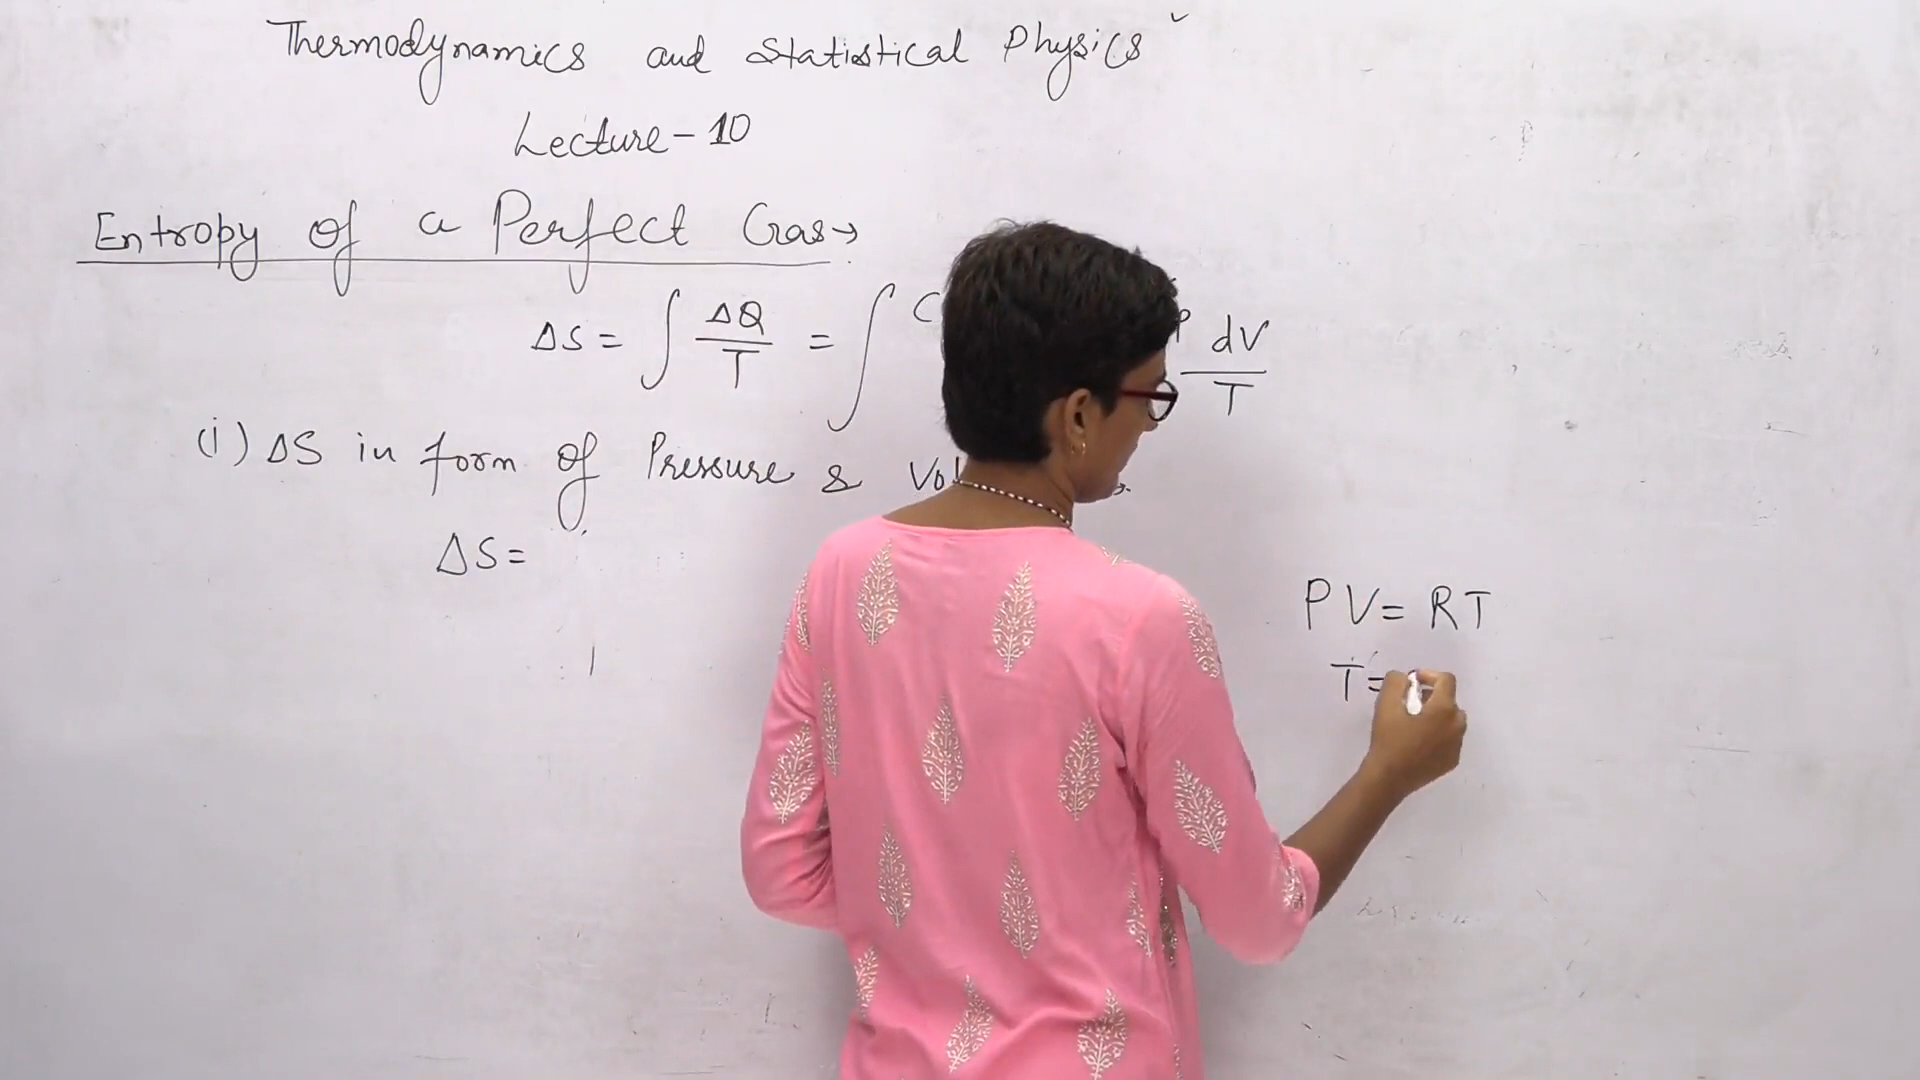 Thermodynamics and Statistical Physics
Lecture-10
Entropy of a Perfect Gas→
ΔS = ∫ ΔQ/T = ∫ C P dV/T
(i) ΔS in form of Pressure &
ΔS=
PV= RT
T=